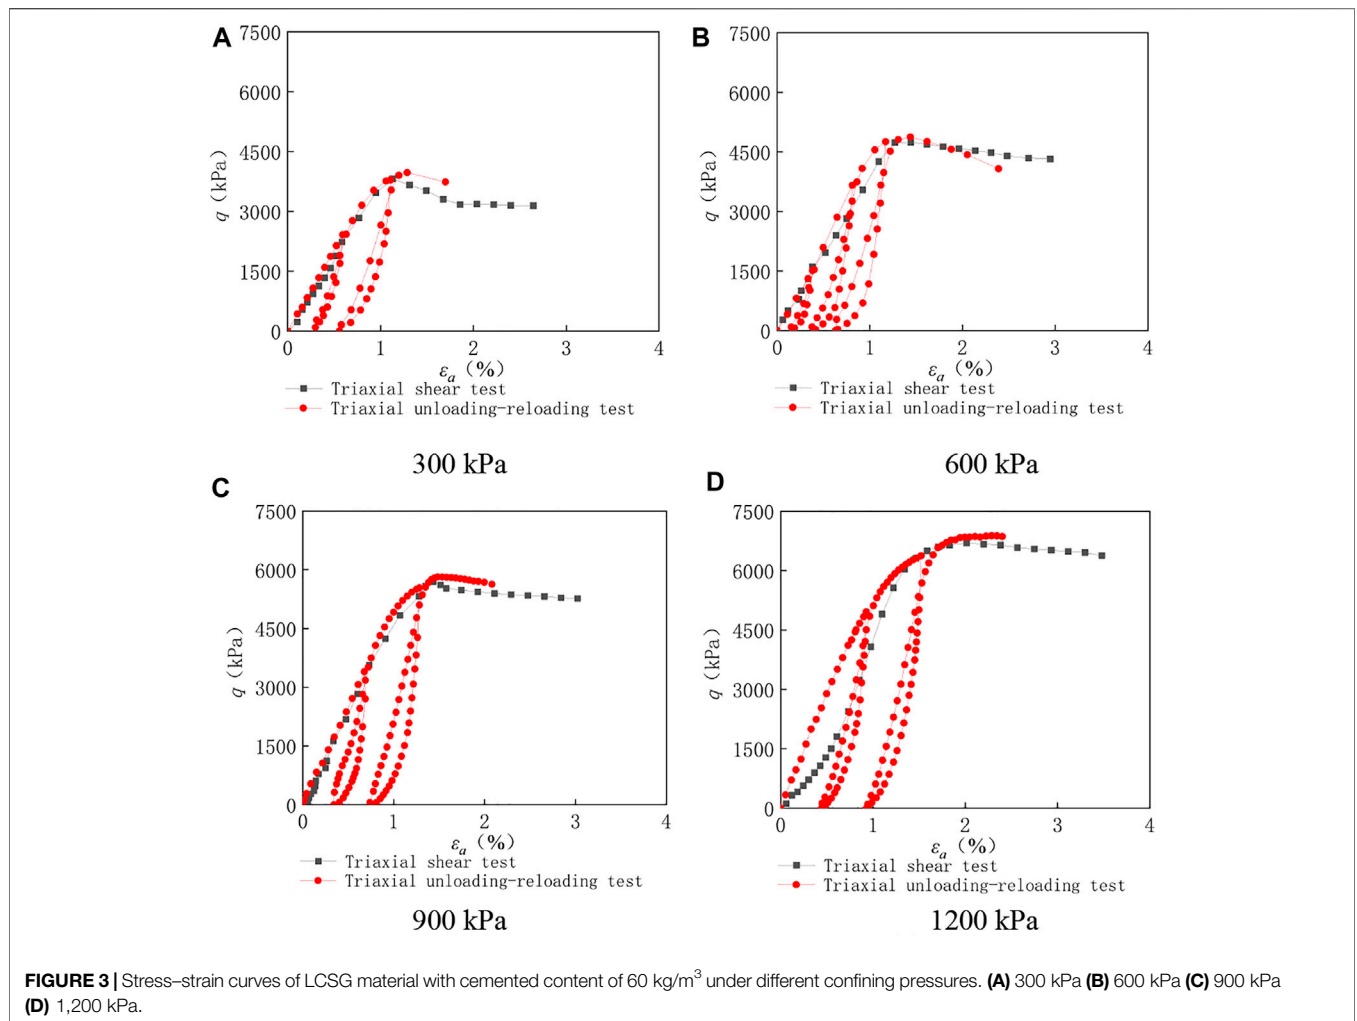 A
7500
6000
4500
3000
1500
0
q (kPa)
0 1 2 3 4
εa (%)
Triaxial shear test
Triaxial unloading-reloading test
300 kPa
B
7500
6000
4500
3000
1500
0
q (kPa)
0 1 2 3 4
εa (%)
Triaxial shear test
Triaxial unloading-reloading test
600 kPa
C
7500
6000
4500
3000
1500
0
q (kPa)
0 1 2 3 4
εa (%)
Triaxial shear test
Triaxial unloading-reloading test
900 kPa
D
7500
6000
4500
3000
1500
0
q (kPa)
0 1 2 3 4
εa (%)
Triaxial shear test
Triaxial unloading-reloading test
1200 kPa
FIGURE 3 | Stress–strain curves of LCSG material with cemented content of 60 kg/m³ under different confining pressures. (A) 300 kPa (B) 600 kPa (C) 900 kPa
(D) 1,200 kPa.